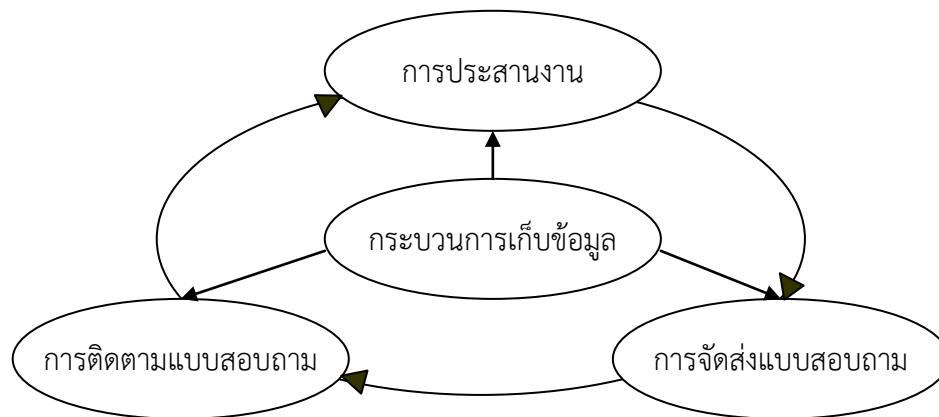 การประสานงาน
กระบวนการเก็บข้อมูล
การติดตามแบบสอบถาม
การจัดส่งแบบสอบถาม